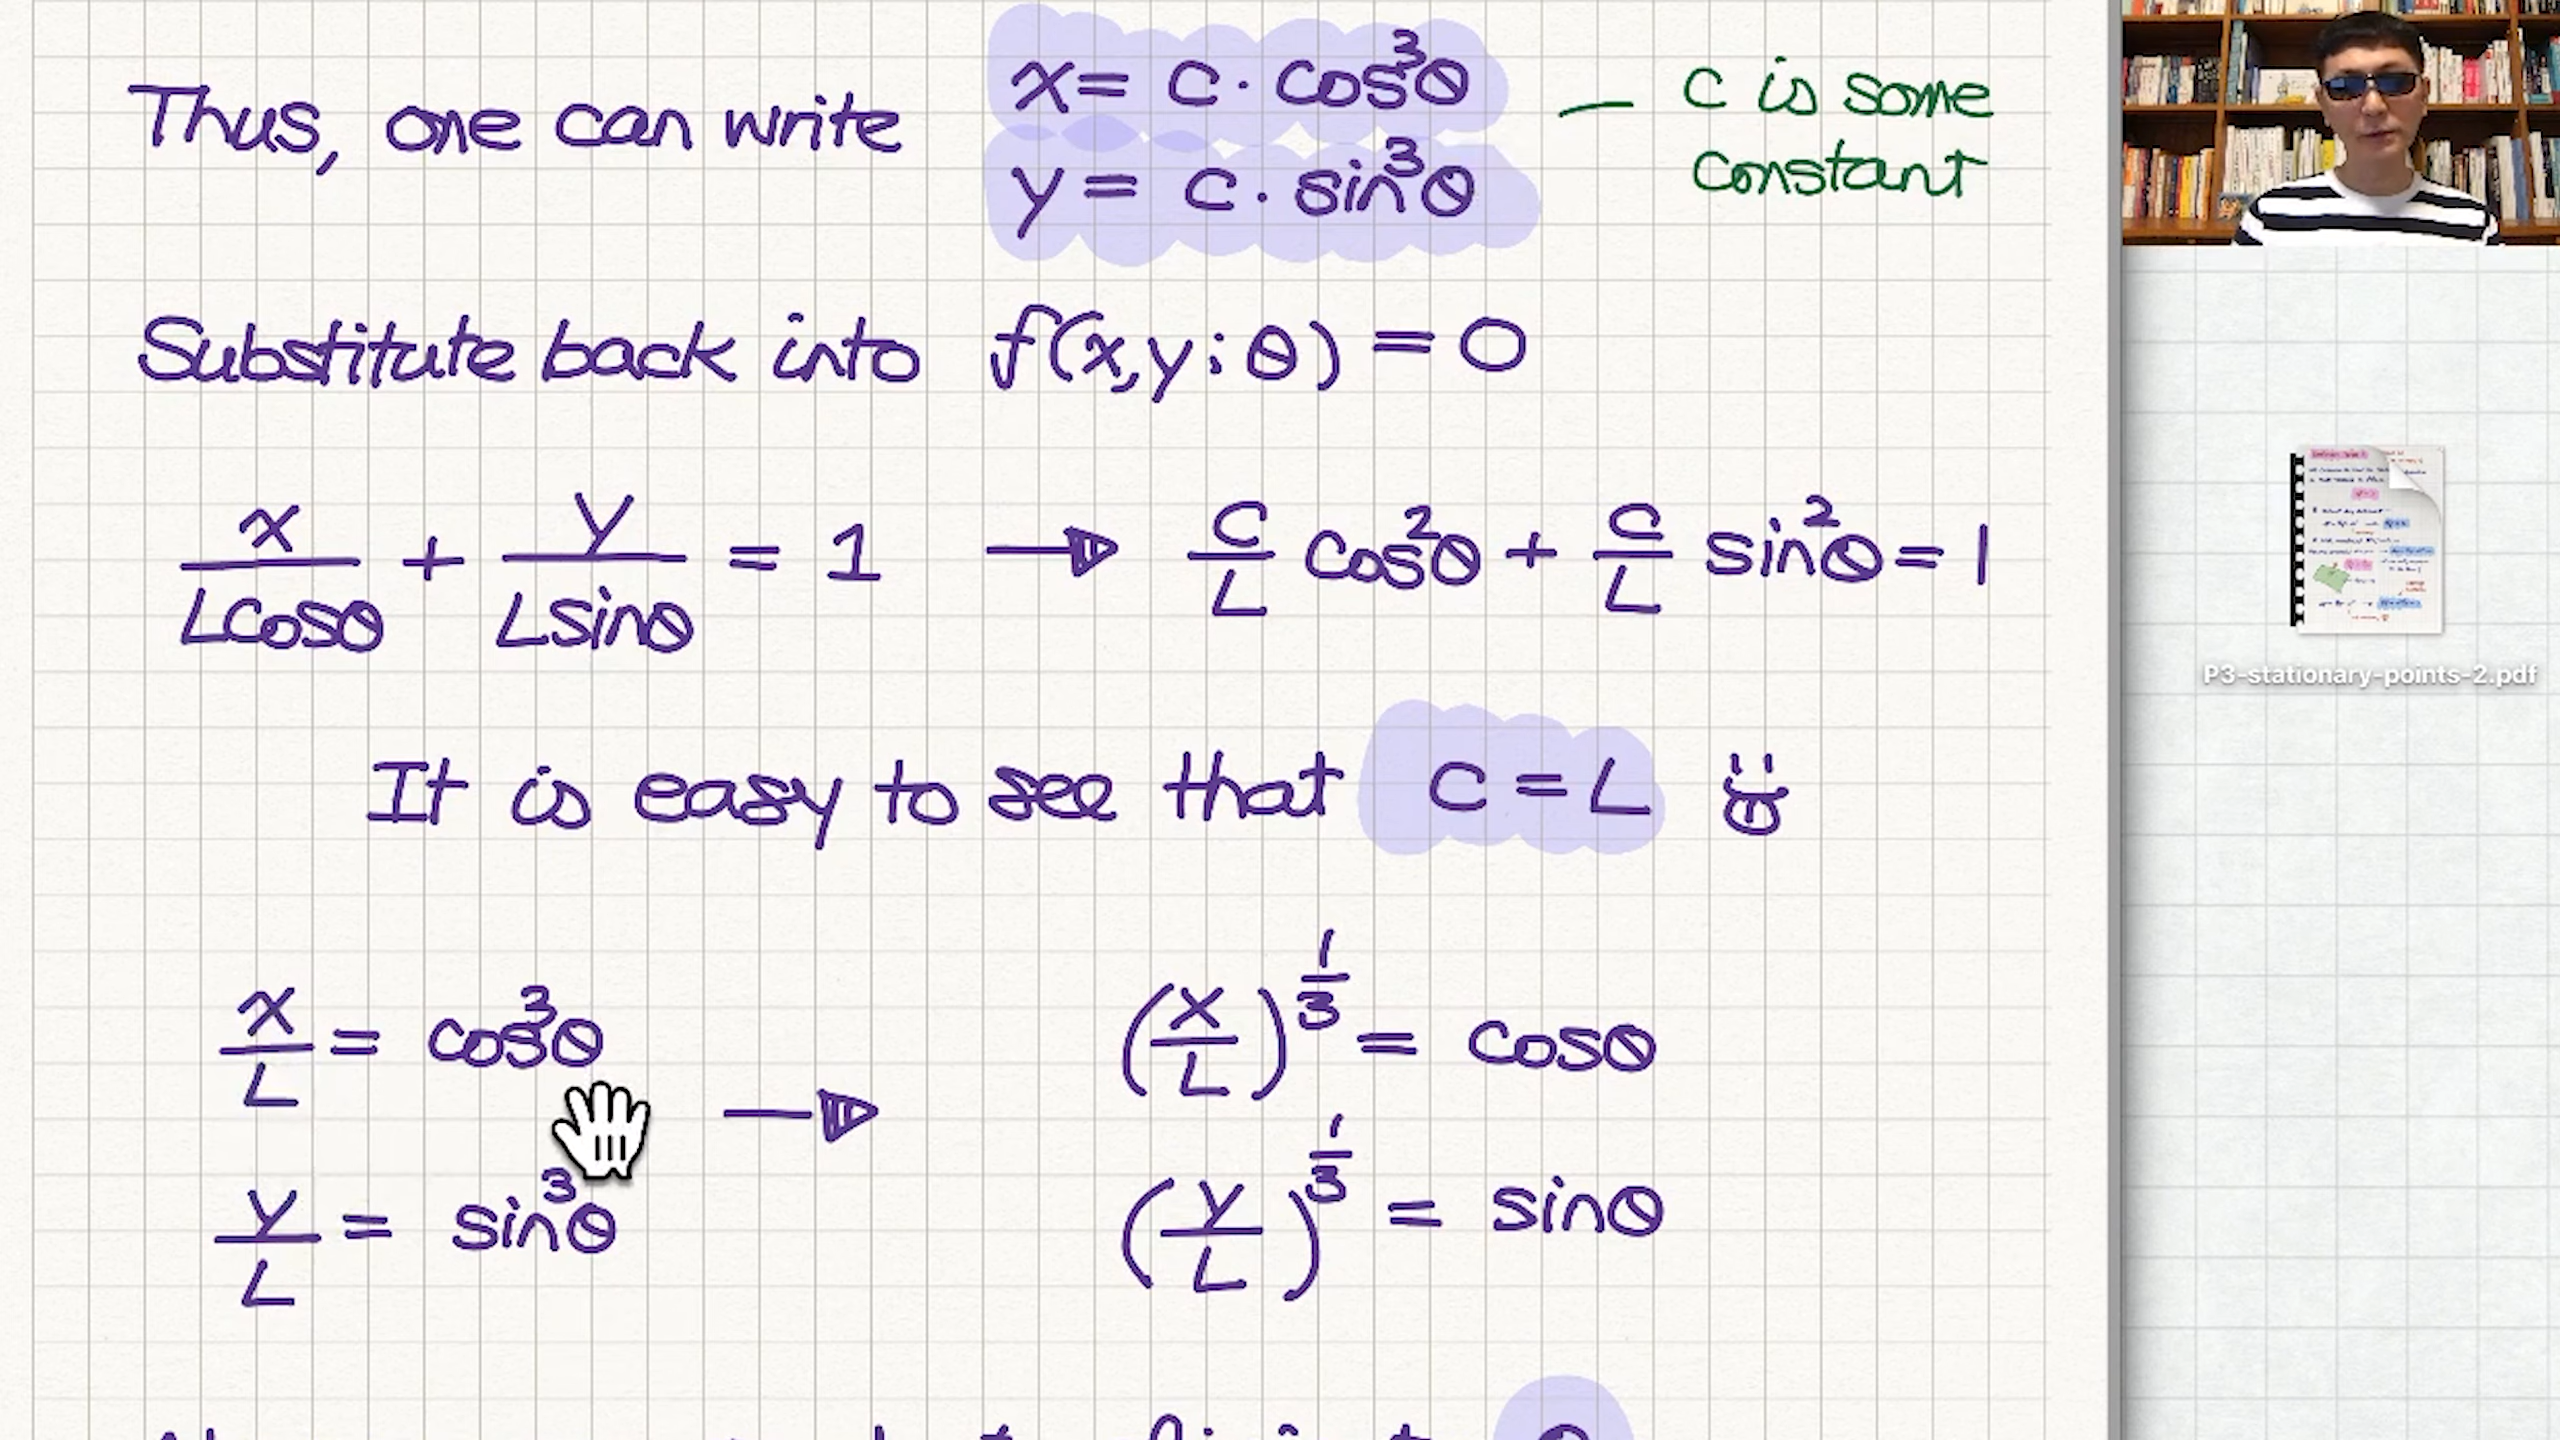 Thus, one can write
x = c · cos³θ
y = c · sin³θ
— c is some
constant
Substitute back into f(x,y; θ) = 0
x/(Lcosθ) + y/(Lsinθ) = 1 → c/L cos²θ + c/L sin²θ = 1
It is easy to see that c = L
x/L = cos³θ → (x/L)^(1/3) = cosθ
y/L = sin³θ (y/L)^(1/3) = sinθ
P3-stationary-points-2.pdf